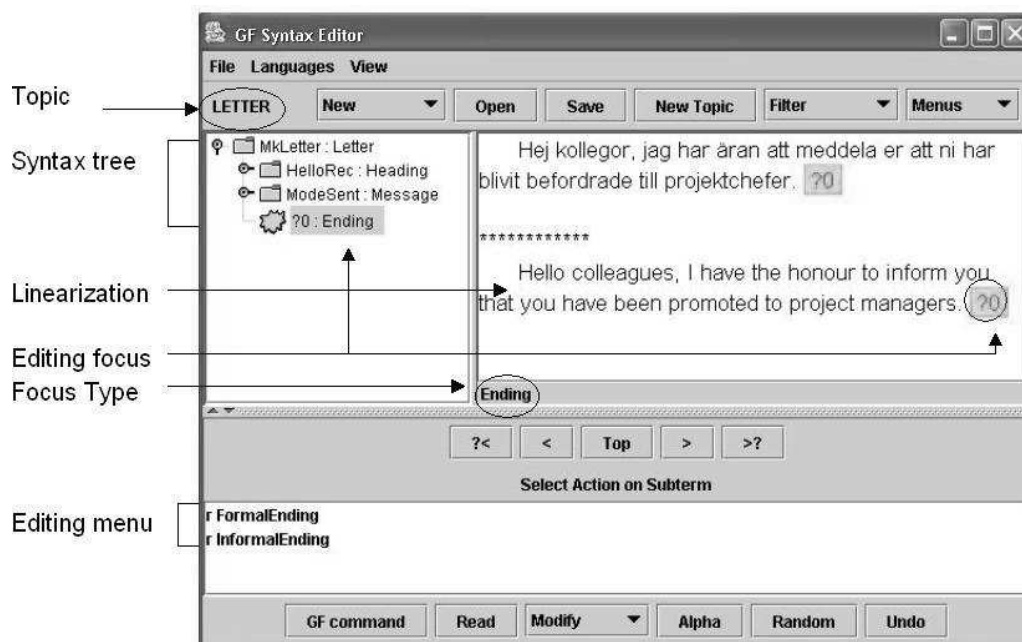 GF Syntax Editor
File Languages View
Topic
LETTER New Open Save New Topic Filter Menus
Syntax tree
MkLetter : Letter
HelloRec : Heading
ModeSent : Message
?0 : Ending
Hej kollegor, jag har äran att meddela er att ni har
blivit befordrade till projektchefer. ?0
************
Linearization
Hello colleagues, I have the honour to inform you
that you have been promoted to project managers. ?0
Editing focus
Focus Type
Ending
?< < Top > >?
Select Action on Subterm
Editing menu
r FormalEnding
r InformalEnding
GF command Read Modify Alpha Random Undo